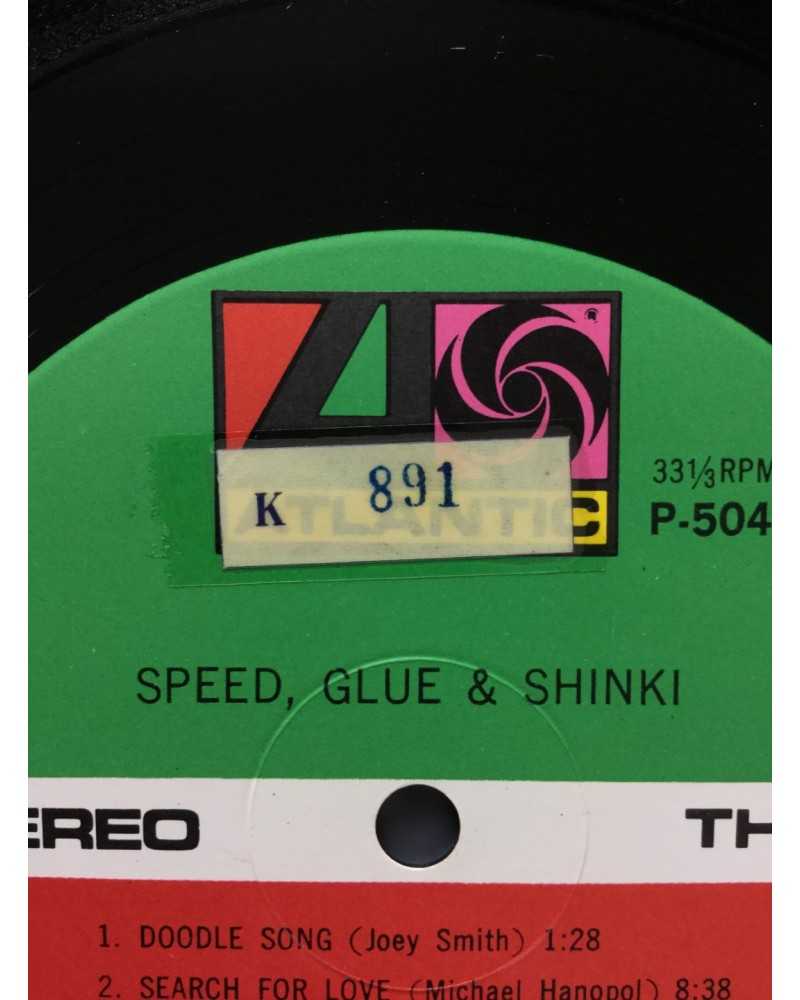 33⅓RPM
K 891
ATLANTIC
P-504
SPEED, GLUE & SHINKI
EREO
TH
1. DOODLE SONG (Joey Smith) 1:28
2. SEARCH FOR LOVE (Michael Hanopol) 8:38